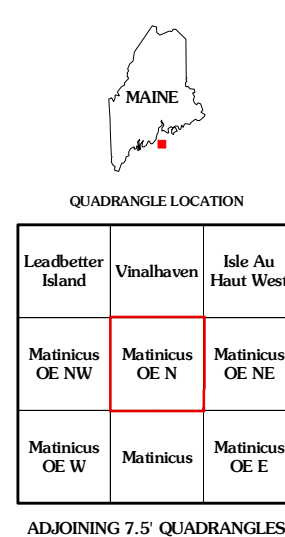 MAINE
QUADRANGLE LOCATION
Leadbetter
Island
Vinalhaven
Isle Au
Haut West
Matinicus
OE NW
Matinicus
OE N
Matinicus
OE NE
Matinicus
OE W
Matinicus
Matinicus
OE E
ADJOINING 7.5' QUADRANGLES